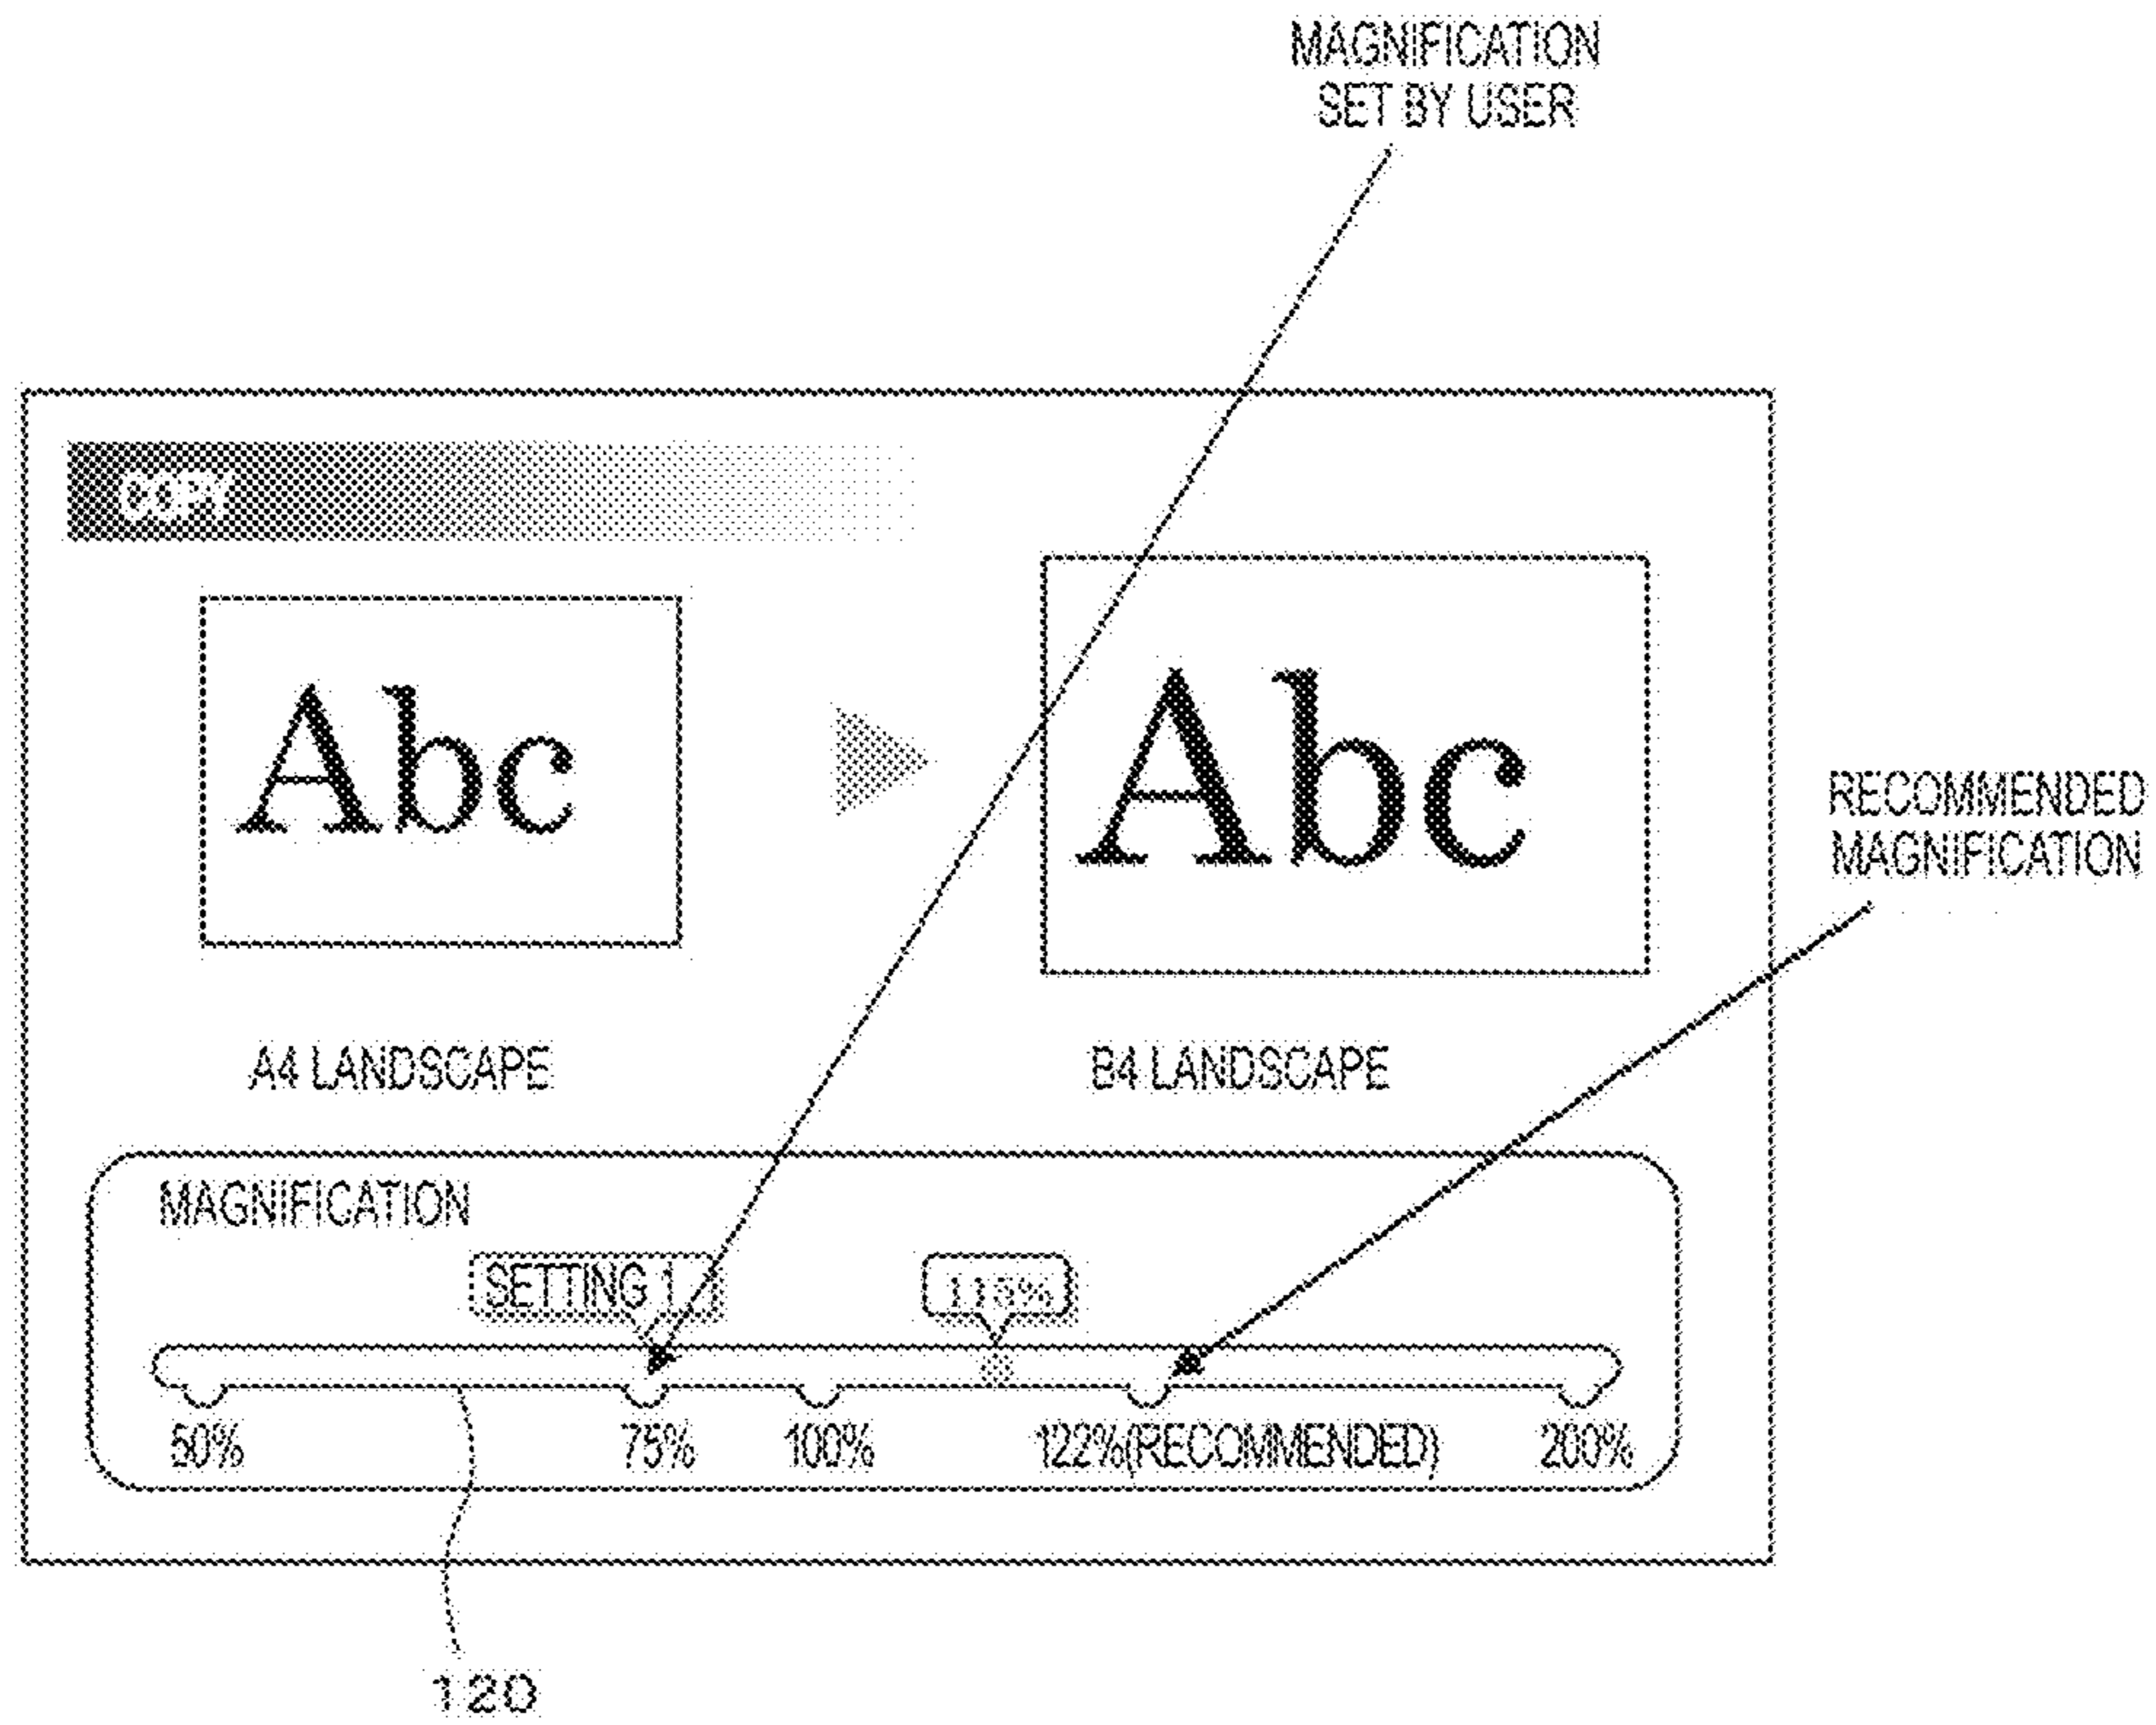 MAGNIFICATION
SET BY USER
COPY
Abc
Abc
RECOMMENDED
MAGNIFICATION
A4 LANDSCAPE
B4 LANDSCAPE
MAGNIFICATION
SETTING 1
50%
75%
100%
122%(RECOMMENDED)
200%
120